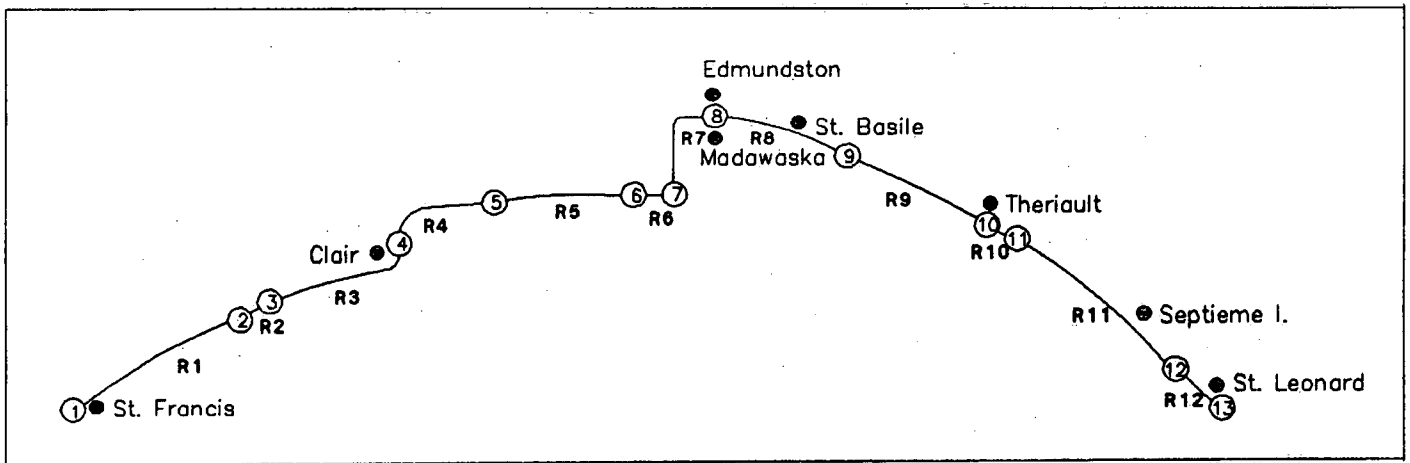 Edmundston
8
R7
R8
St. Basile
Madawaska
9
5
6
7
R4
R5
R6
R9
Theriault
10
11
R10
Clair
4
R3
3
2
R2
R1
R11
Septieme I.
12
R12
St. Leonard
13
1
St. Francis